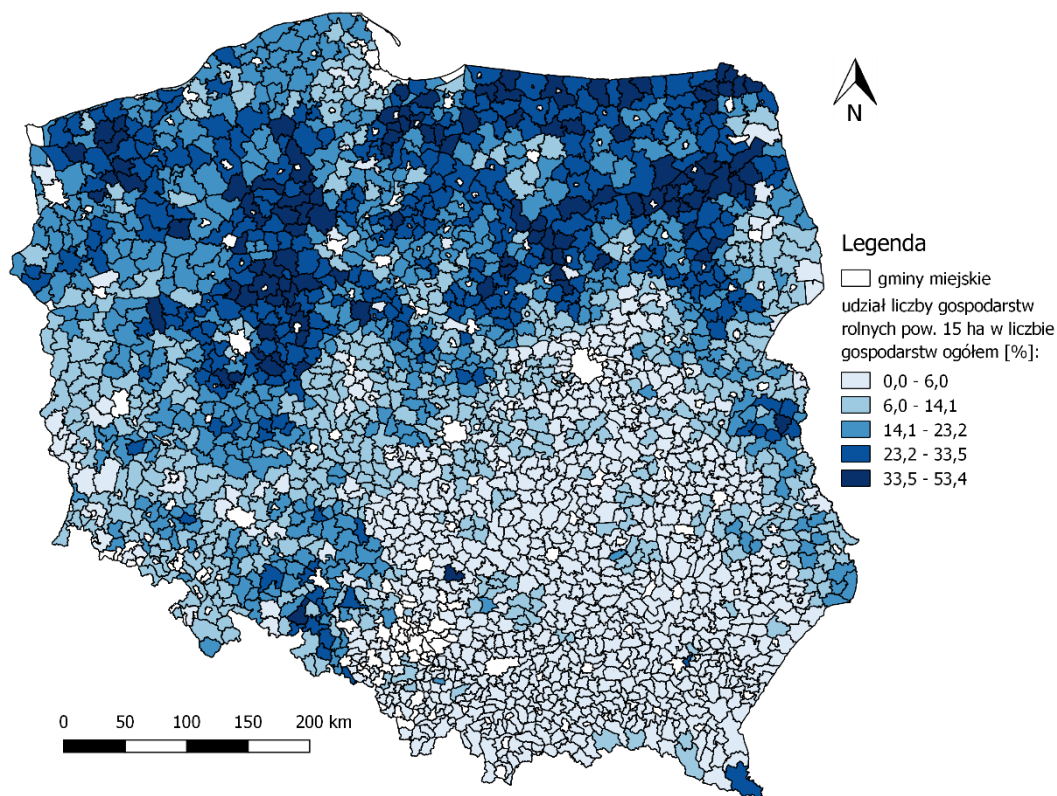 N
Legenda
gminy miejskie
udział liczby gospodarstw
rolnych pow. 15 ha w liczbie
gospodarstw ogółem [%]:
0,0 - 6,0
6,0 - 14,1
14,1 - 23,2
23,2 - 33,5
33,5 - 53,4
0 50 100 150 200 km